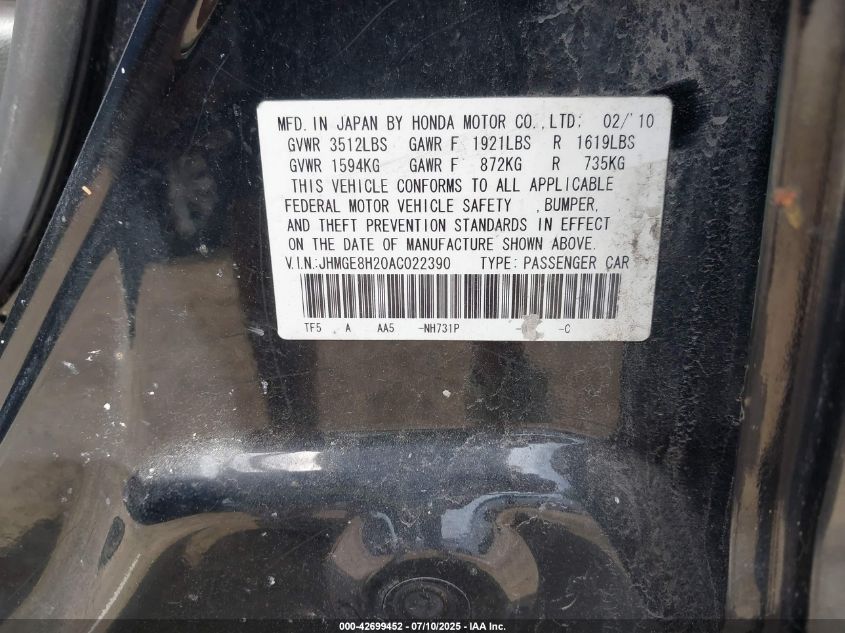 MFD. IN JAPAN BY HONDA MOTOR CO.,LTD: 02/'10
GVWR 3512LBS GAWR F 1921LBS R 1619LBS
GVWR 1594KG GAWR F 872KG R 735KG
THIS VEHICLE CONFORMS TO ALL APPLICABLE
FEDERAL MOTOR VEHICLE SAFETY ,BUMPER,
AND THEFT PREVENTION STANDARDS IN EFFECT
ON THE DATE OF MANUFACTURE SHOWN ABOVE.
V.I.N.:JHMGE8H20AC022390 TYPE: PASSENGER CAR
TF5 A AA5 -NH731P - -C
000-42699452 - 07/10/2025 - IAA Inc.